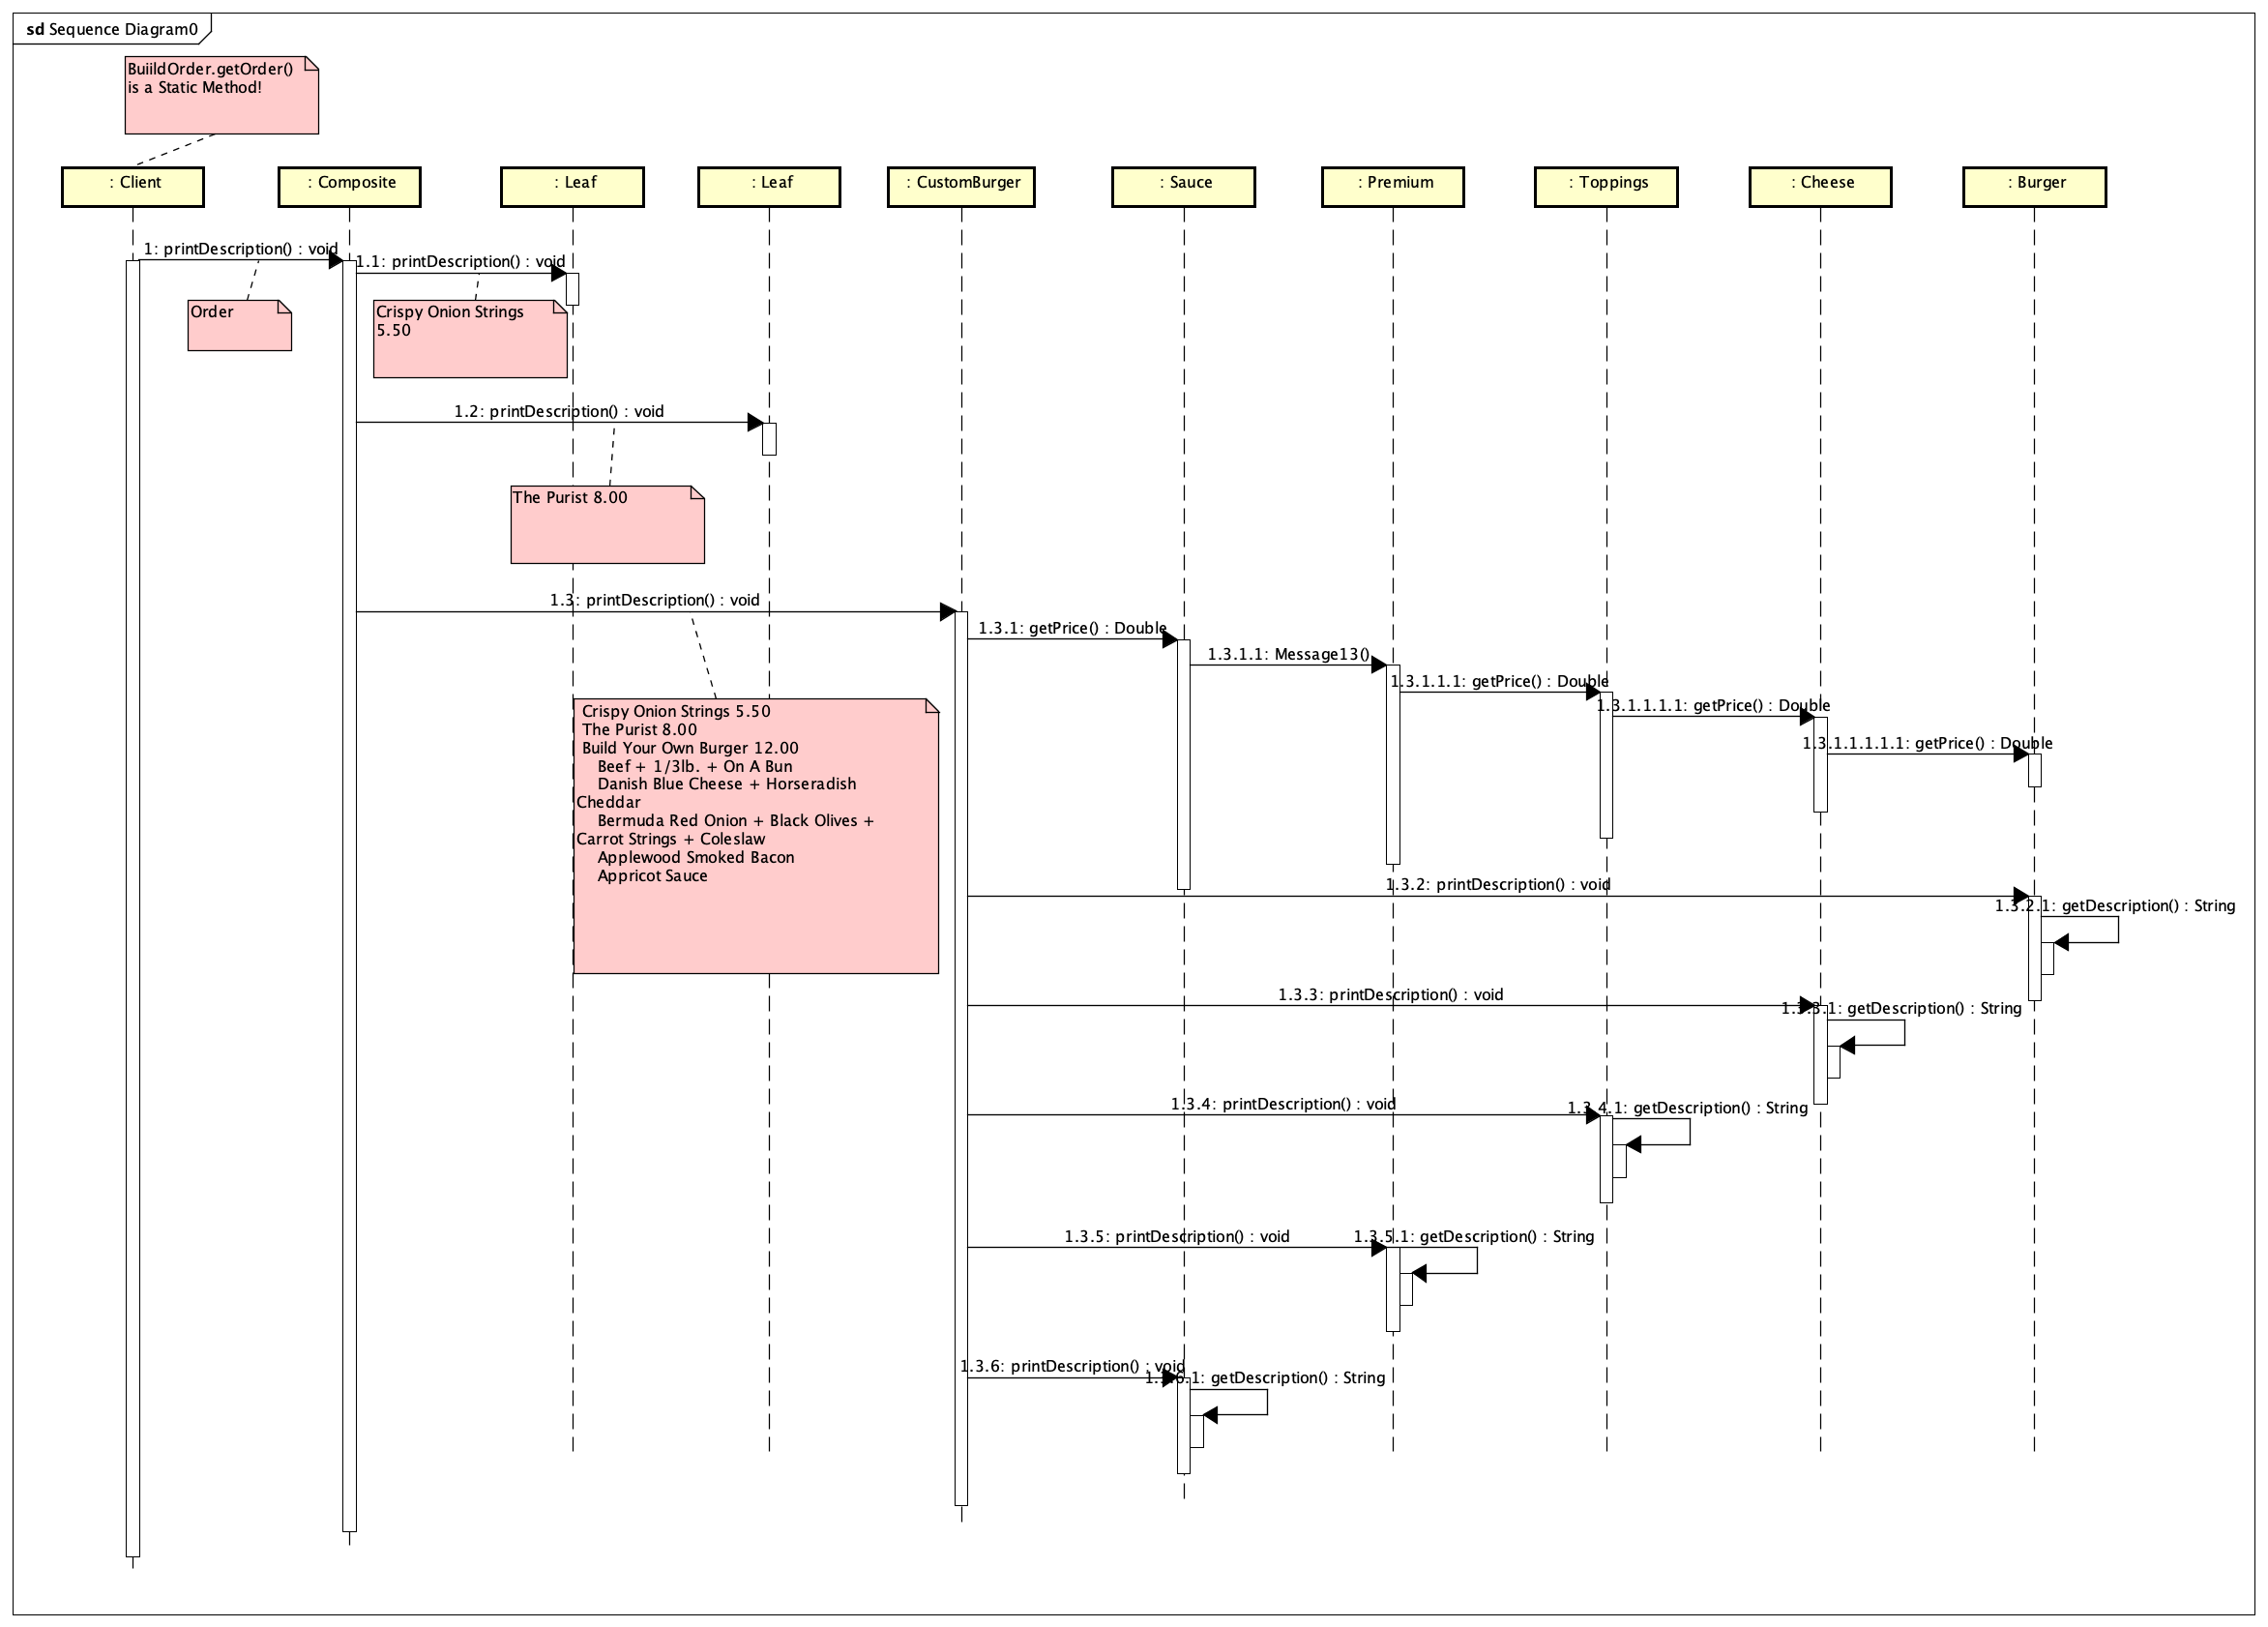 sd Sequence Diagram0
BuiildOrder.getOrder()
is a Static Method!
: Client
: Composite
: Leaf
: Leaf
: CustomBurger
: Sauce
: Premium
: Toppings
: Cheese
: Burger
1: printDescription() : void
1.1: printDescription() : void
Order
Crispy Onion Strings
5.50
1.2: printDescription() : void
The Purist 8.00
1.3: printDescription() : void
1.3.1: getPrice() : Double
1.3.1.1: Message13()
1.3.1.1.1: getPrice() : Double
1.3.1.1.1.1: getPrice() : Double
1.3.1.1.1.1.1: getPrice() : Double
Crispy Onion Strings 5.50
The Purist 8.00
Build Your Own Burger 12.00
Beef + 1/3lb. + On A Bun
Danish Blue Cheese + Horseradish
Cheddar
Bermuda Red Onion + Black Olives +
Carrot Strings + Coleslaw
Applewood Smoked Bacon
Appricot Sauce
1.3.2: printDescription() : void
1.3.2.1: getDescription() : String
1.3.3: printDescription() : void
1.3.3.1: getDescription() : String
1.3.4: printDescription() : void
1.3.4.1: getDescription() : String
1.3.5: printDescription() : void
1.3.5.1: getDescription() : String
1.3.6: printDescription() : void
1.3.6.1: getDescription() : String